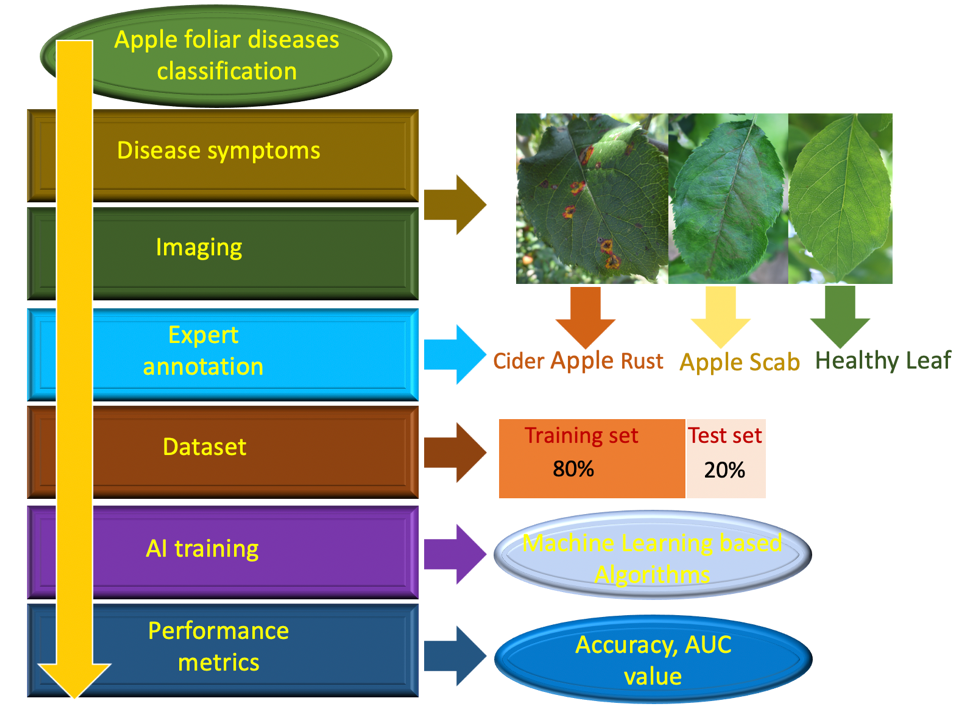 Apple foliar diseases
classification
Disease symptoms
Imaging
Expert
annotation
Cider Apple Rust
Apple Scab
Healthy Leaf
Dataset
Training set
Test set
80%
20%
AI training
Machine Learning based
Algorithms
Performance
metrics
Accuracy, AUC
value